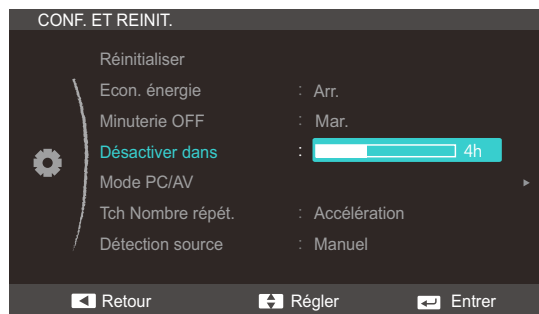 CONF. ET REINIT.
Réinitialiser
Econ. énergie : Arr.
Minuterie OFF : Mar.
Désactiver dans : 4h
Mode PC/AV
Tch Nombre répét. : Accélération
Détection source : Manuel
Retour Régler Entrer